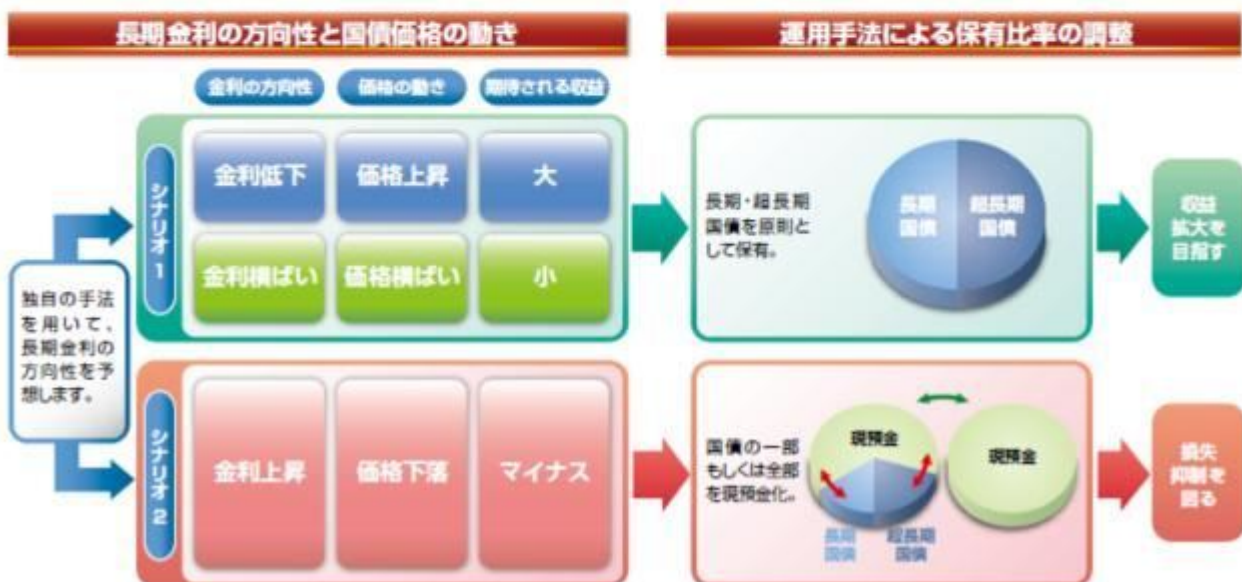 長期金利の方向性と国債価格の動き
運用手法による保有比率の調整
金利の方向性
価格の動き
期待される収益
独自の手法
を用いて、
長期金利の
方向性を予
想します。
シナリオ1
金利低下
価格上昇
大
金利横ばい
価格横ばい
小
長期・超長期
国債を原則と
して保有。
長期
国債
超長期
国債
収益
拡大を
目指す
シナリオ2
金利上昇
価格下落
マイナス
国債の一部
もしくは全部
を現預金化。
現預金
長期
国債
超長期
国債
現預金
損失
抑制を
図る